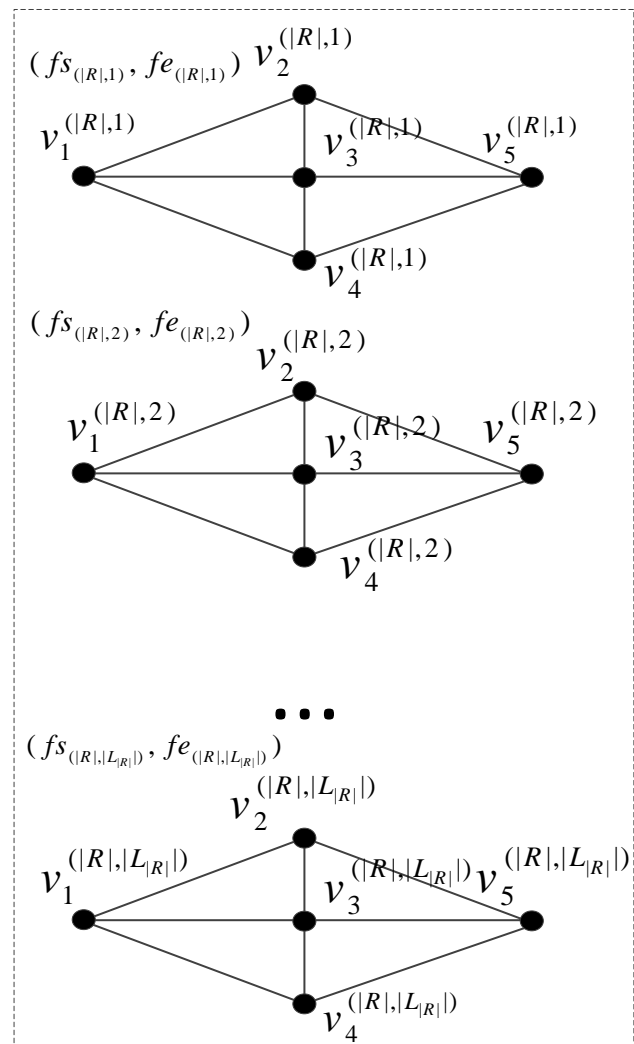 (fs_(|R|,1), fe_(|R|,1))
v_2^(|R|,1)
v_1^(|R|,1)
v_3^(|R|,1)
v_5^(|R|,1)
v_4^(|R|,1)
(fs_(|R|,2), fe_(|R|,2))
v_2^(|R|,2)
v_1^(|R|,2)
v_3^(|R|,2)
v_5^(|R|,2)
v_4^(|R|,2)
...
(fs_(|R|,|L_|R||), fe_(|R|,|L_|R||))
v_2^(|R|,|L_|R||)
v_1^(|R|,|L_|R||)
v_3^(|R|,|L_|R||)
v_5^(|R|,|L_|R||)
v_4^(|R|,|L_|R||)